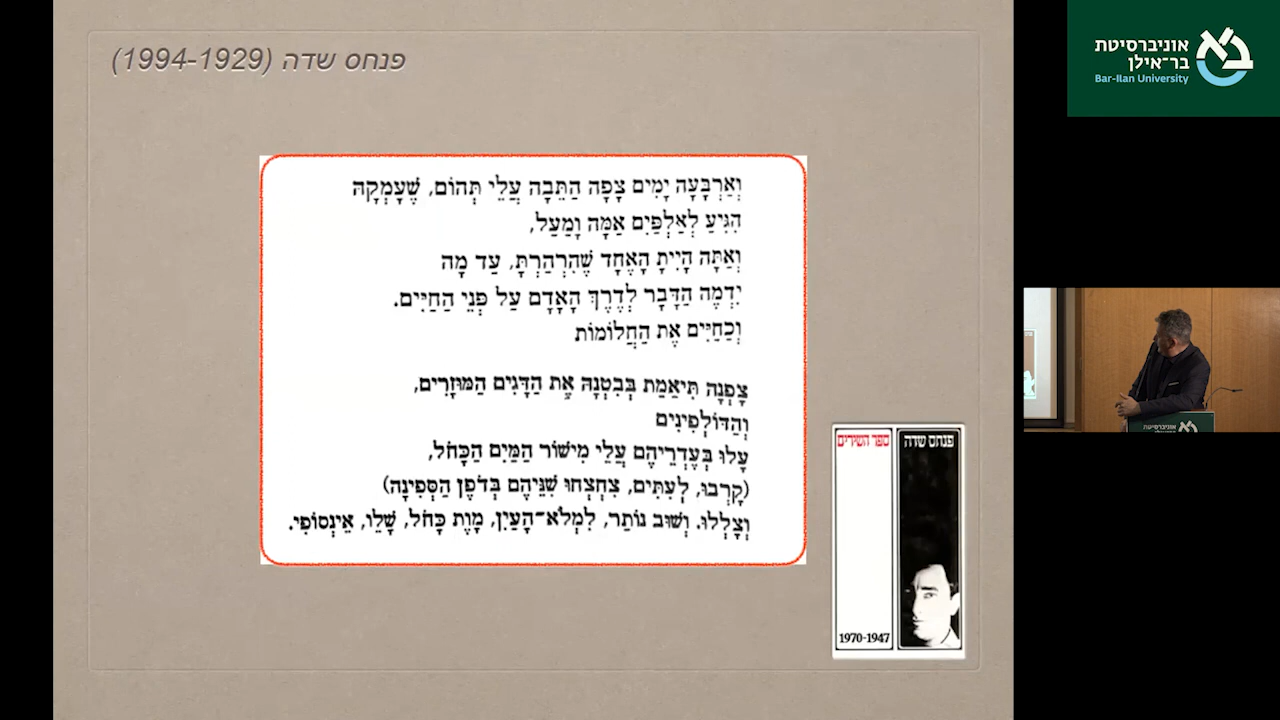 פנחס שדה (1929-1994)
וְאַרְבָּעָה יָמִים צָפָה הַתֵּבָה עֲלֵי תְּהוֹם, שֶׁעָמְקָהּ
הִגִּיעַ לְאַלְפַּיִם אַמָּה וָמַעַל,
וְאַתָּה הָיִיתָ הָאֶחָד שֶׁהִרְהַרְתָּ, עַד מָה
יִדְמֶה הַדָּבָר לְדֶרֶךְ הָאָדָם עַל פְּנֵי הַחַיִּים.
וְכַחַיִּים אֶת הַחֲלוֹמוֹת
צָפְנָה תִּיאַמַת בְּבִטְנָהּ אֶת הַדָּגִים הַמּוּזָרִים,
וְהַדּוֹלְפִינִים
עָלוּ בְּעֶדְרֵיהֶם עֲלֵי מִישׁוֹר הַמַּיִם הַכָּחֹל,
(קָרְבוּ, לְעִתִּים, צִחְצְחוּ שִׁנֵּיהֶם בְּדֹפֶן הַסְּפִינָה)
וְצָלְלוּ. וְשׁוּב נוֹתַר, לִמְלֹא־הָעַיִן, מָוֶת כָּחֹל, שָׁלֵו, אֵינְסוֹפִי.
פנחס שדה
ספר השירים
1970-1947
אוניברסיטת
בר־אילן
Bar-Ilan University
אוניברסיטת